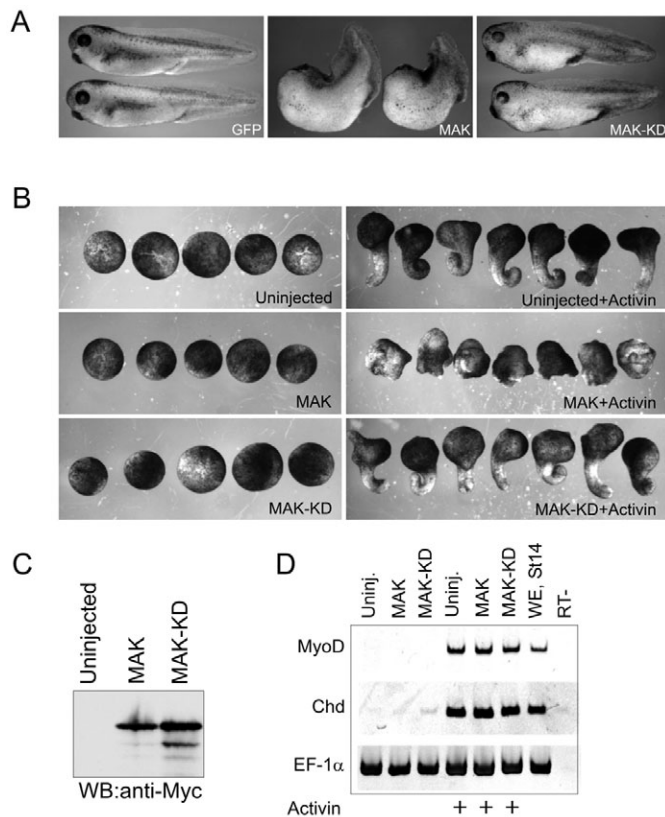 A
GFP
MAK
MAK-KD
B
Uninjected
Uninjected+Activin
MAK
MAK+Activin
MAK-KD
MAK-KD+Activin
C
Uninjected
MAK
MAK-KD
WB:anti-Myc
D
Uninj.
MAK
MAK-KD
Uninj.
MAK
MAK-KD
WE, St14
RT-
MyoD
Chd
EF-1α
Activin + + +